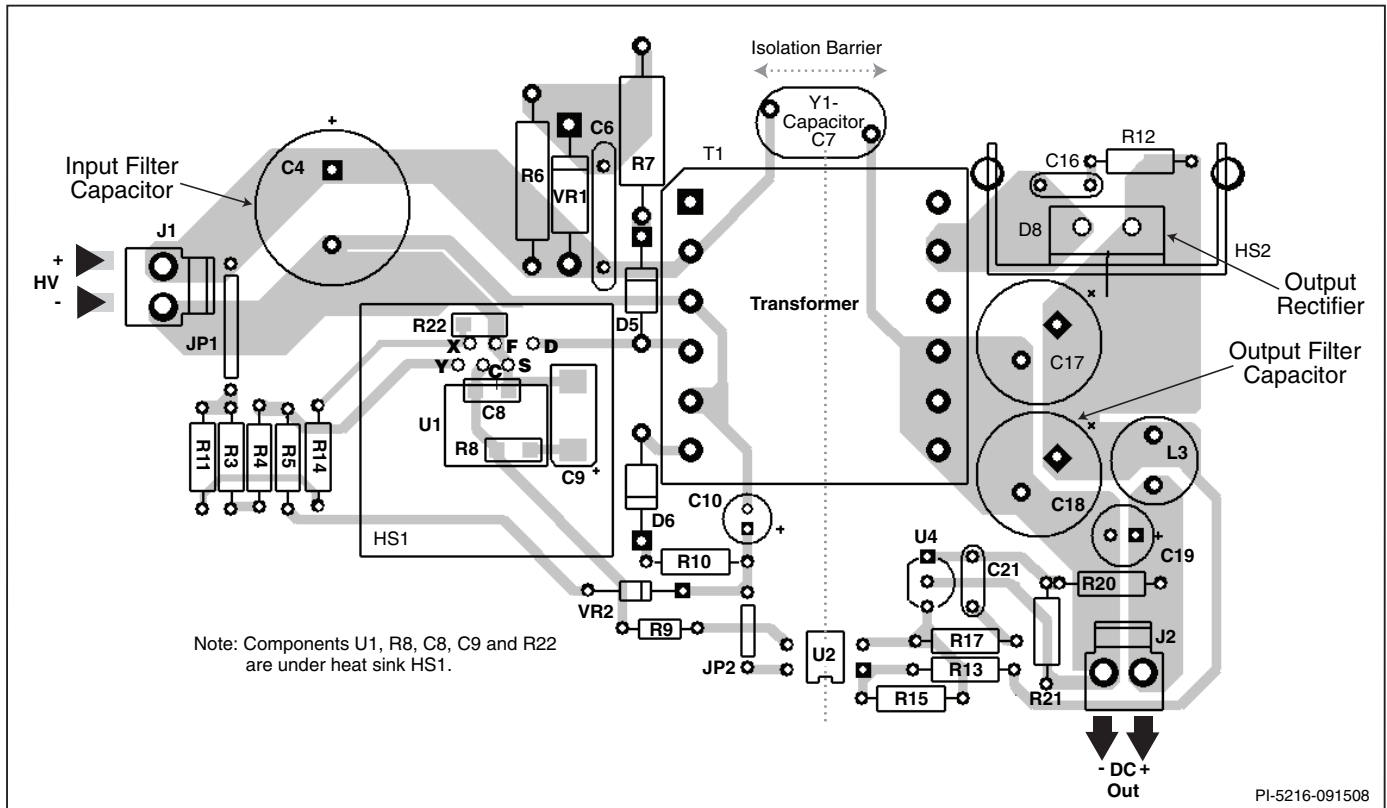 Isolation Barrier
+
C6
Y1-
Capacitor
C7
R12
C4
T1
C16
Input Filter
Capacitor
R7
R6
VR1
J1
D8
HS2
+
HV
-
Transformer
Output
Rectifier
R22
D5
JP1
X F D
Y C S
C17
Output Filter
Capacitor
C8
U1
R11
R3
R4
R5
R14
R8
L3
C9
+
C10
C18
D6
+
HS1
U4
+
C19
R10
C21
R20
VR2
Note: Components U1, R8, C8, C9 and R22
are under heat sink HS1.
R9
R17
J2
JP2
U2
R13
R15
R21
- DC +
Out
PI-5216-091508